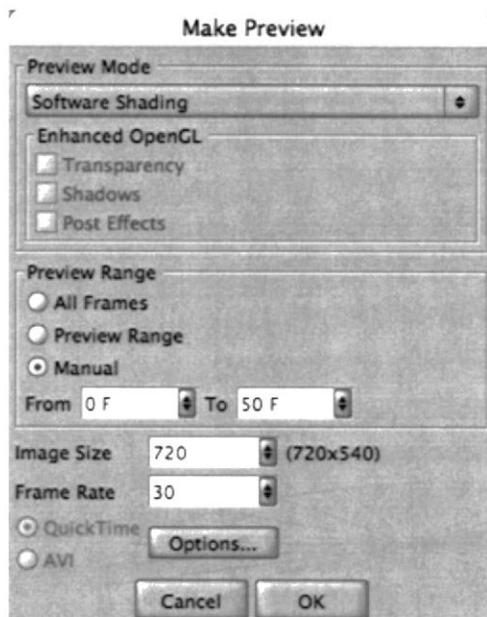 Make Preview
Preview Mode
Software Shading
Enhanced OpenGL
Transparency
Shadows
Post Effects
Preview Range
All Frames
Preview Range
Manual
From 0 F To 50 F
Image Size 720 (720x540)
Frame Rate 30
QuickTime
Options...
AVI
Cancel OK